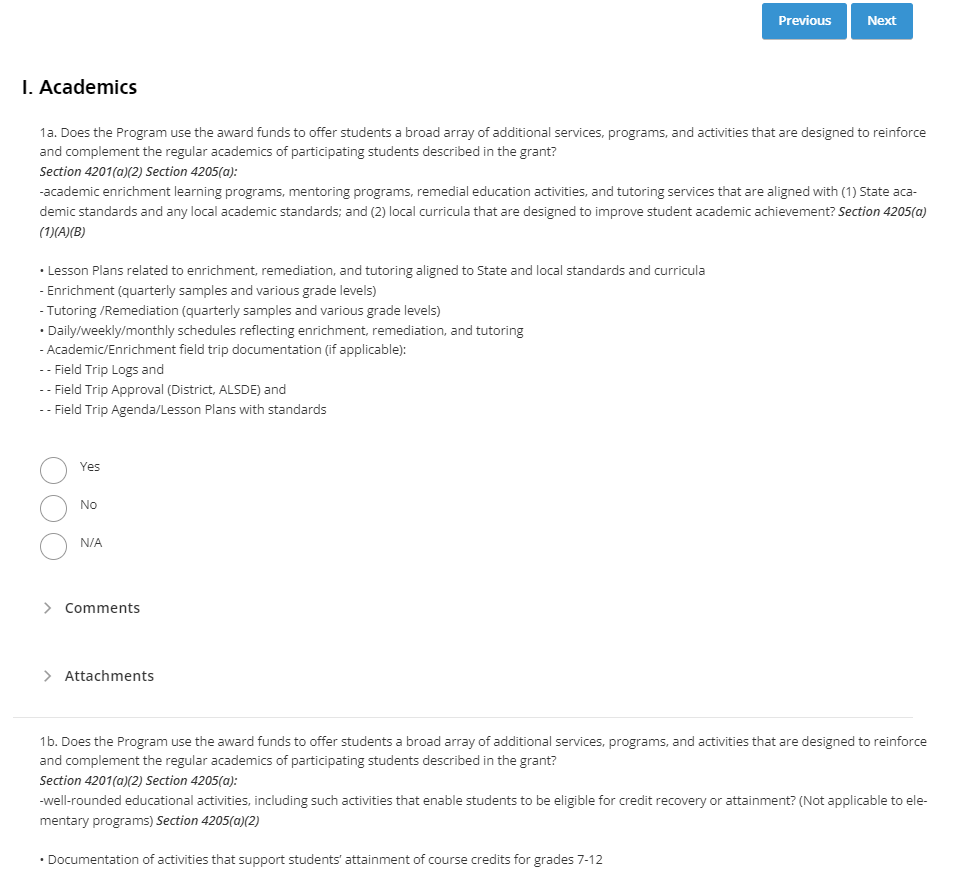 Previous
Next
I. Academics
1a. Does the Program use the award funds to offer students a broad array of additional services, programs, and activities that are designed to reinforce
and complement the regular academics of participating students described in the grant?
Section 4201(a)(2) Section 4205(a):
-academic enrichment learning programs, mentoring programs, remedial education activities, and tutoring services that are aligned with (1) State aca-
demic standards and any local academic standards; and (2) local curricula that are designed to improve student academic achievement? Section 4205(a)
(1)(A)(B)
• Lesson Plans related to enrichment, remediation, and tutoring aligned to State and local standards and curricula
- Enrichment (quarterly samples and various grade levels)
- Tutoring /Remediation (quarterly samples and various grade levels)
• Daily/weekly/monthly schedules reflecting enrichment, remediation, and tutoring
- Academic/Enrichment field trip documentation (if applicable):
- - Field Trip Logs and
- - Field Trip Approval (District, ALSDE) and
- - Field Trip Agenda/Lesson Plans with standards
Yes
No
N/A
Comments
Attachments
1b. Does the Program use the award funds to offer students a broad array of additional services, programs, and activities that are designed to reinforce
and complement the regular academics of participating students described in the grant?
Section 4201(a)(2) Section 4205(a):
-well-rounded educational activities, including such activities that enable students to be eligible for credit recovery or attainment? (Not applicable to ele-
mentary programs) Section 4205(a)(2)
• Documentation of activities that support students' attainment of course credits for grades 7-12